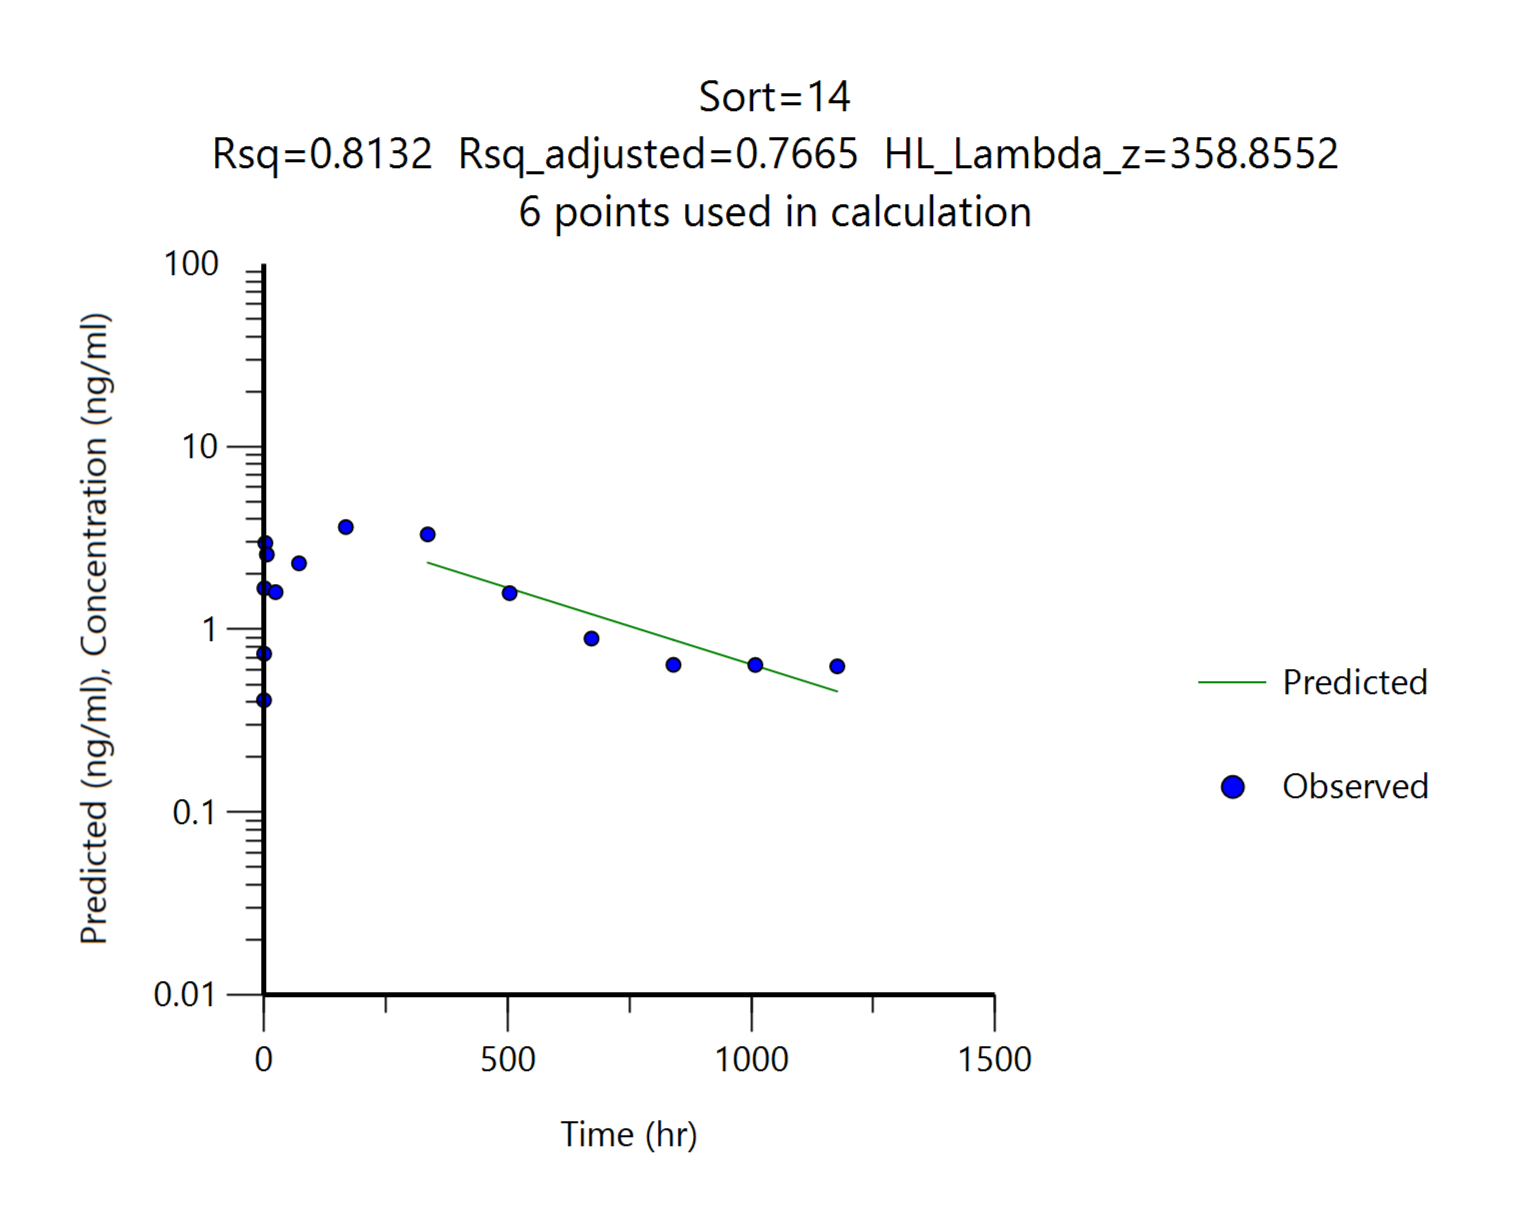 Sort=14
Rsq=0.8132 Rsq_adjusted=0.7665 HL_Lambda_z=358.8552
6 points used in calculation
Predicted (ng/ml), Concentration (ng/ml)
100
10
1
0.1
0.01
0 500 1000 1500
Time (hr)
Predicted
Observed